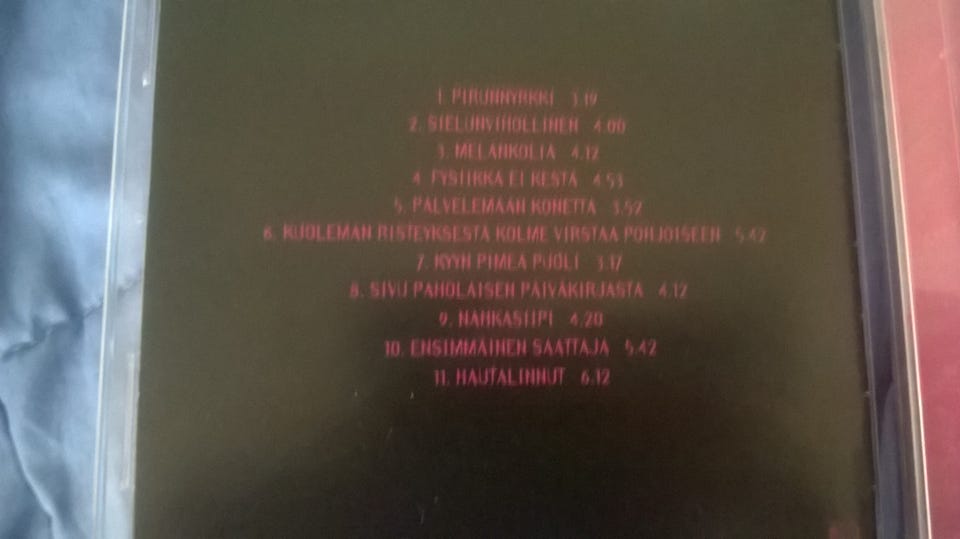 1. PIRUNNYRKKI 3.19
2. SIELUNVIHOLLINEN 4.00
3. MELANKOLIA 4.12
4. FYSIIKKA EI KESTÄ 4.53
5. PALVELEMAAN KONETTA 3.52
6. KUOLEMAN RISTEYKSESTÄ KOLME VIRSTAA POHJOISEEN 5.42
7. KYYN PIMEÄ PUOLI 3.17
8. SIVU PAHOLAISEN PÄIVÄKIRJASTA 4.12
9. NAHKASIIPI 4.20
10. ENSIMMÄINEN SAATTAJA 5.42
11. HAUTALINNUT 6.12